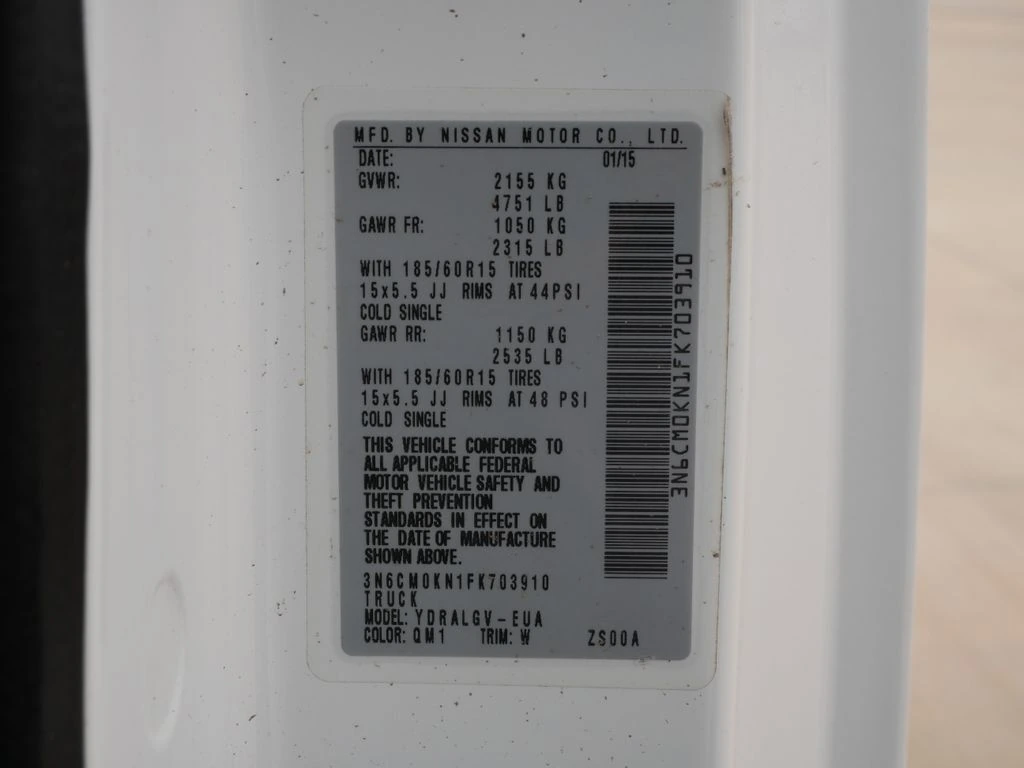 MFD. BY NISSAN MOTOR CO., LTD.
DATE: 01/15
GVWR: 2155 KG
4751 LB
GAWR FR: 1050 KG
2315 LB
WITH 185/60R15 TIRES
15x5.5 JJ RIMS AT 44PSI
COLD SINGLE
GAWR RR: 1150 KG
2535 LB
WITH 185/60R15 TIRES
15x5.5 JJ RIMS AT 48 PSI
COLD SINGLE
THIS VEHICLE CONFORMS TO
ALL APPLICABLE FEDERAL
MOTOR VEHICLE SAFETY AND
THEFT PREVENTION
STANDARDS IN EFFECT ON
THE DATE OF MANUFACTURE
SHOWN ABOVE.
3N6CM0KN1FK703910
TRUCK
MODEL: YDRALGV-EUA
COLOR: QM1 TRIM: W ZS00A
3N6CM0KN1FK703910